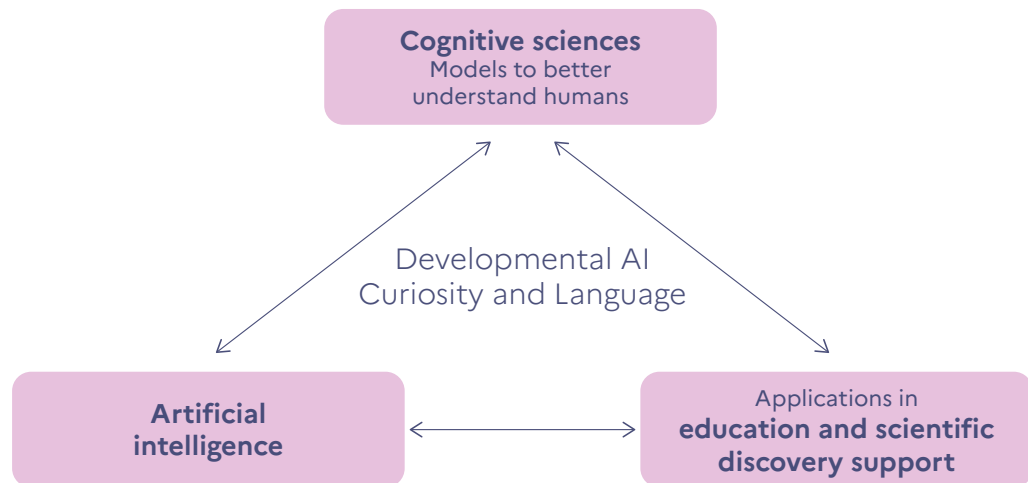 Cognitive sciences
Models to better
understand humans
Developmental AI
Curiosity and Language
Artificial
intelligence
Applications in
education and scientific
discovery support